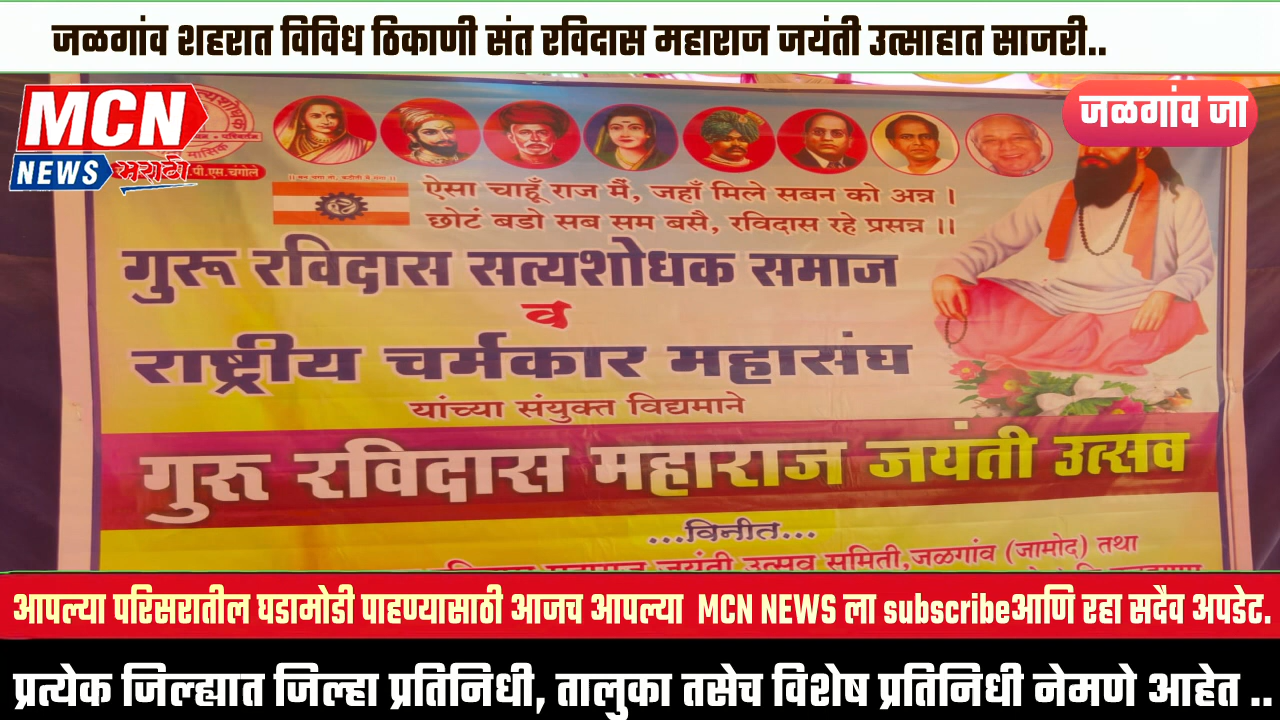 जळगांव शहरात विविध ठिकाणी संत रविदास महाराज जयंती उत्साहात साजरी..
MCN
NEWS मराठी
जळगांव जा
मासिक
पी.एस.चगोले
ऐसा चाहूँ राज मैं, जहाँ मिले सबन को अन्न ।
छोटं बडो सब सम बसै, रविदास रहे प्रसन्न ।।
गुरू रविदास सत्यशोधक समाज
व
राष्ट्रीय चर्मकार महासंघ
यांच्या संयुक्त विद्यमाने
गुरू रविदास महाराज जयंती उत्सव
...विनीत...
महाराज जयंती उत्सव समिती,जळगांव (जामोद) तथा
आपल्या परिसरातील घडामोडी पाहण्यासाठी आजच आपल्या MCN NEWS ला subscribeआणि रहा सदैव अपडेट.
प्रत्येक जिल्ह्यात जिल्हा प्रतिनिधी, तालुका तसेच विशेष प्रतिनिधी नेमणे आहेत ..